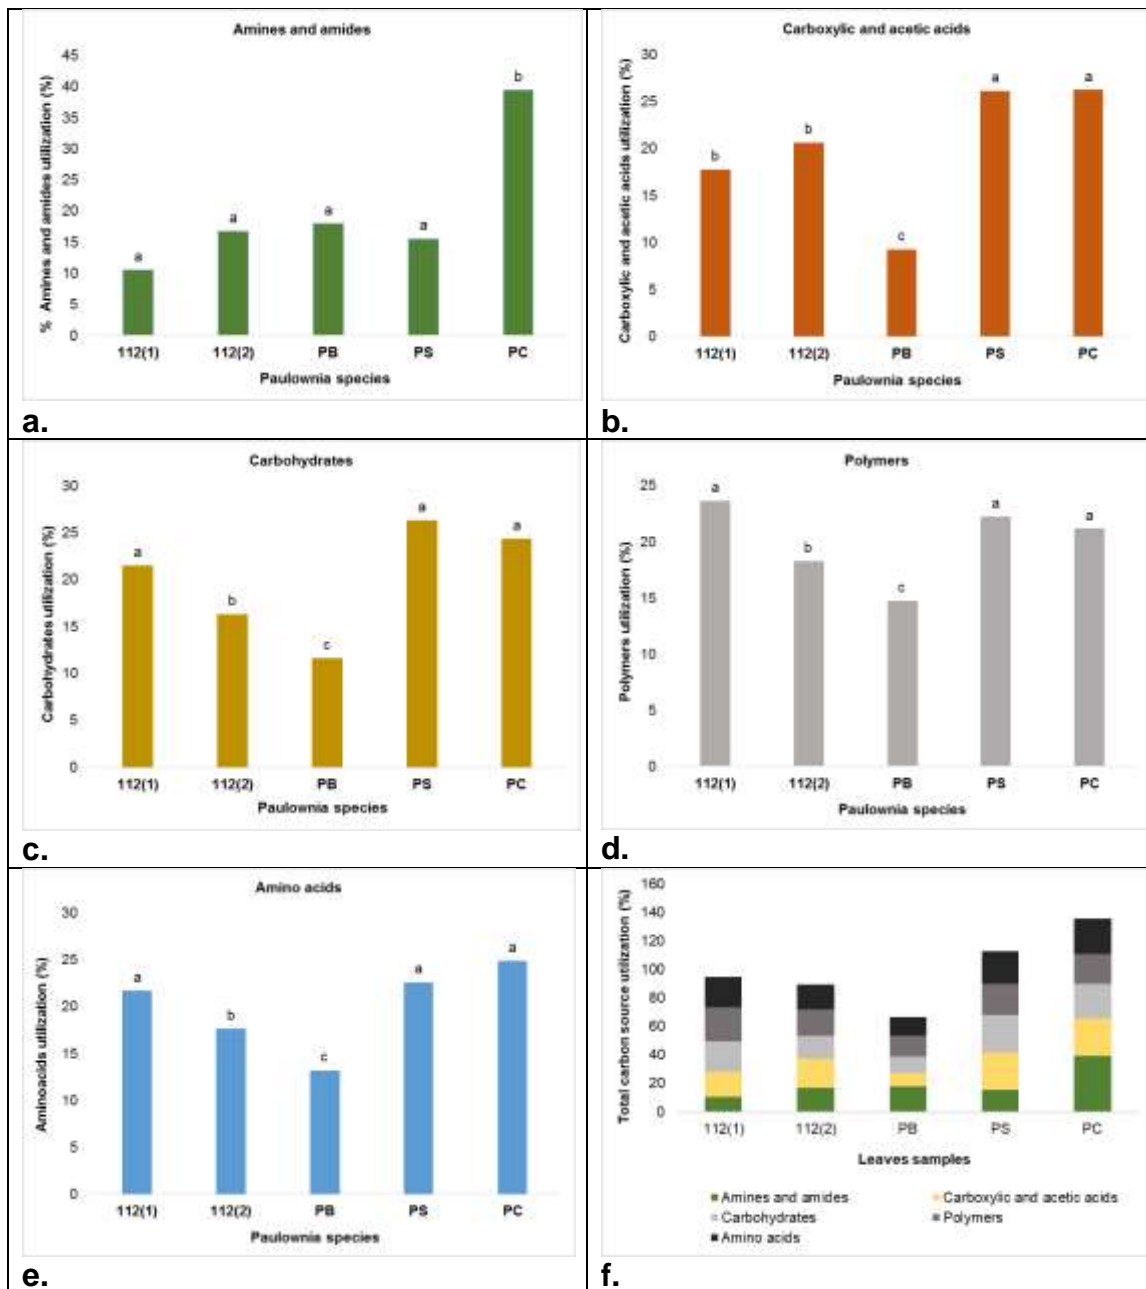 Amines and amides
% Amines and amides utilization (%)
45
40
35
30
25
20
15
10
5
0
a
a
a
a
b
112(1) 112(2) PB PS PC
Paulownia species
a.
Carboxylic and acetic acids
Carboxylic and acetic acids utilization (%)
30
25
20
15
10
5
0
b
b
c
a
a
112(1) 112(2) PB PS PC
Paulownia species
b.
Carbohydrates
Carbohydrates utilization (%)
30
25
20
15
10
5
0
a
b
c
a
a
112(1) 112(2) PB PS PC
Paulownia species
c.
Polymers
Polymers utilization (%)
25
20
15
10
5
0
a
b
c
a
a
112(1) 112(2) PB PS PC
Paulownia species
d.
Amino acids
Aminoacids utilization (%)
30
25
20
15
10
5
0
a
b
c
a
a
112(1) 112(2) PB PS PC
Paulownia species
e.
Total carbon source utilization (%)
160
140
120
100
80
60
40
20
0
112(1) 112(2) PB PS PC
Leaves samples
Amines and amides Carboxylic and acetic acids
Carbohydrates Polymers
Amino acids
f.